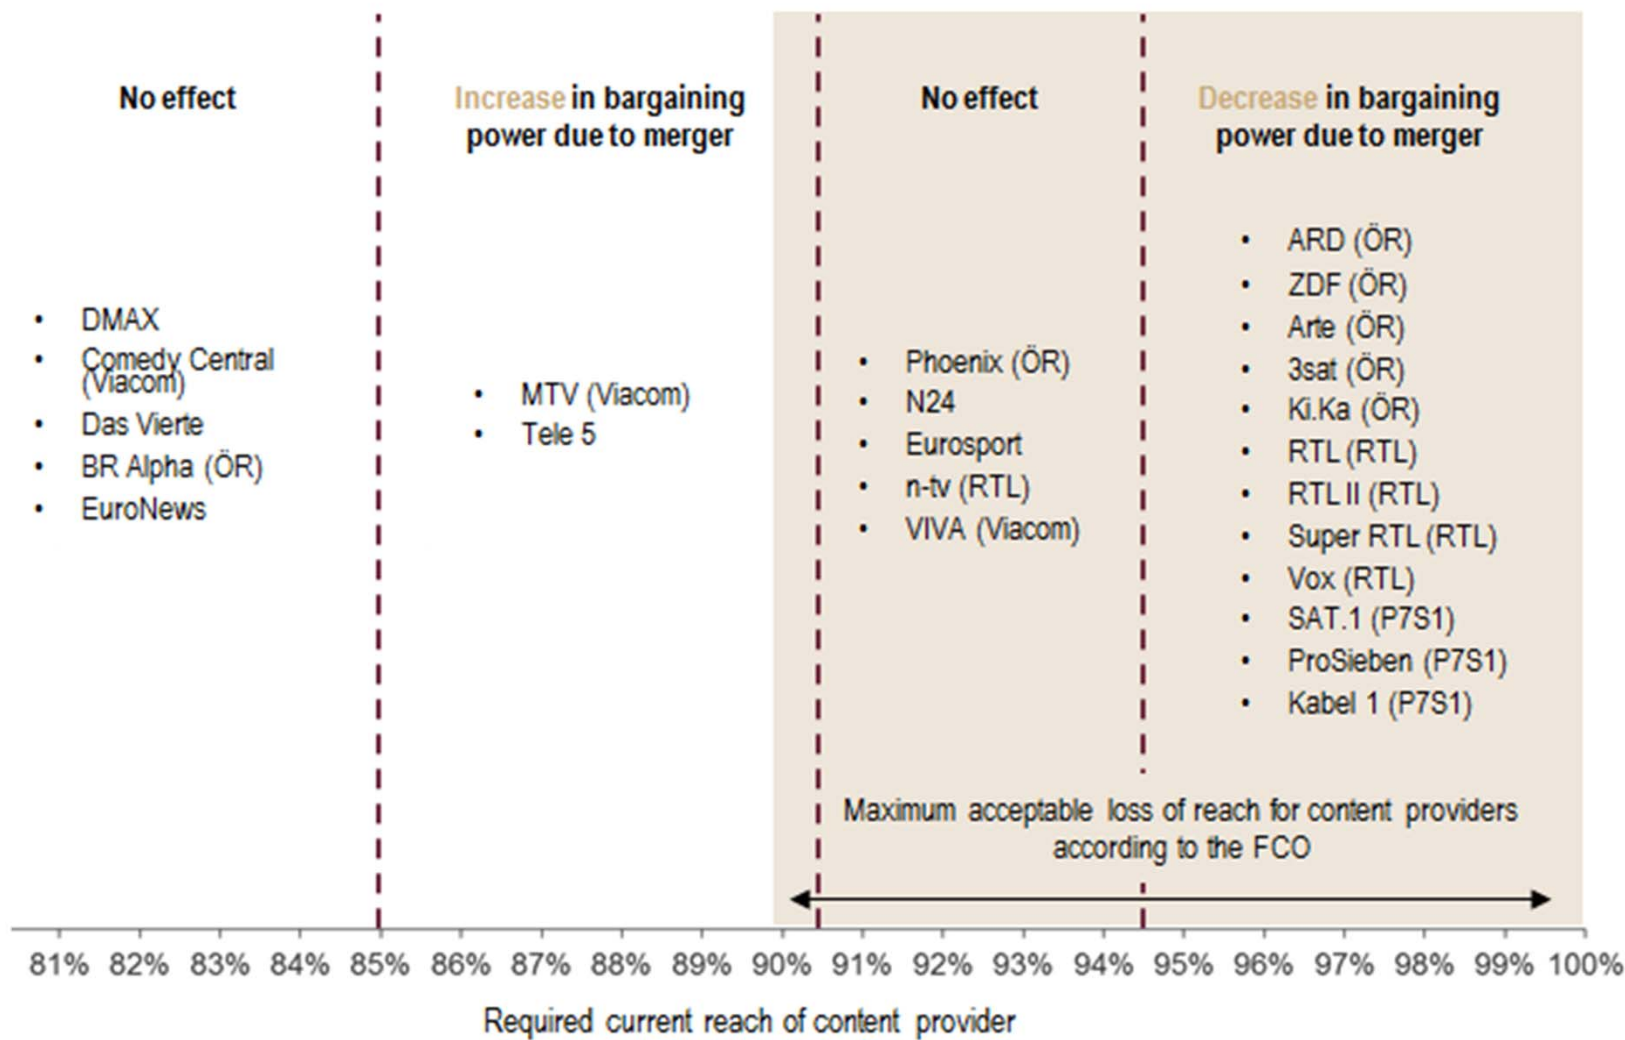 No effect
Increase in bargaining
power due to merger
No effect
Decrease in bargaining
power due to merger
• DMAX
• Comedy Central
(Viacom)
• Das Vierte
• BR Alpha (ÖR)
• EuroNews
• MTV (Viacom)
• Tele 5
• Phoenix (ÖR)
• N24
• Eurosport
• n-tv (RTL)
• VIVA (Viacom)
• ARD (ÖR)
• ZDF (ÖR)
• Arte (ÖR)
• 3sat (ÖR)
• Ki.Ka (ÖR)
• RTL (RTL)
• RTL II (RTL)
• Super RTL (RTL)
• Vox (RTL)
• SAT.1 (P7S1)
• ProSieben (P7S1)
• Kabel 1 (P7S1)
Maximum acceptable loss of reach for content providers
according to the FCO
81% 82% 83% 84% 85% 86% 87% 88% 89% 90% 91% 92% 93% 94% 95% 96% 97% 98% 99% 100%
Required current reach of content provider